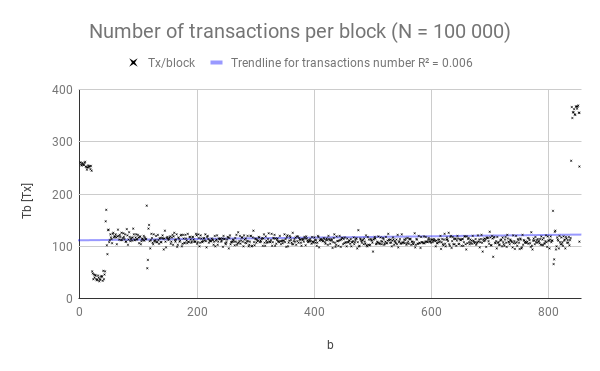 Number of transactions per block (N = 100 000)
Tx/block
Trendline for transactions number R² = 0.006
400
300
200
100
0
Tb [Tx]
0 200 400 600 800
b